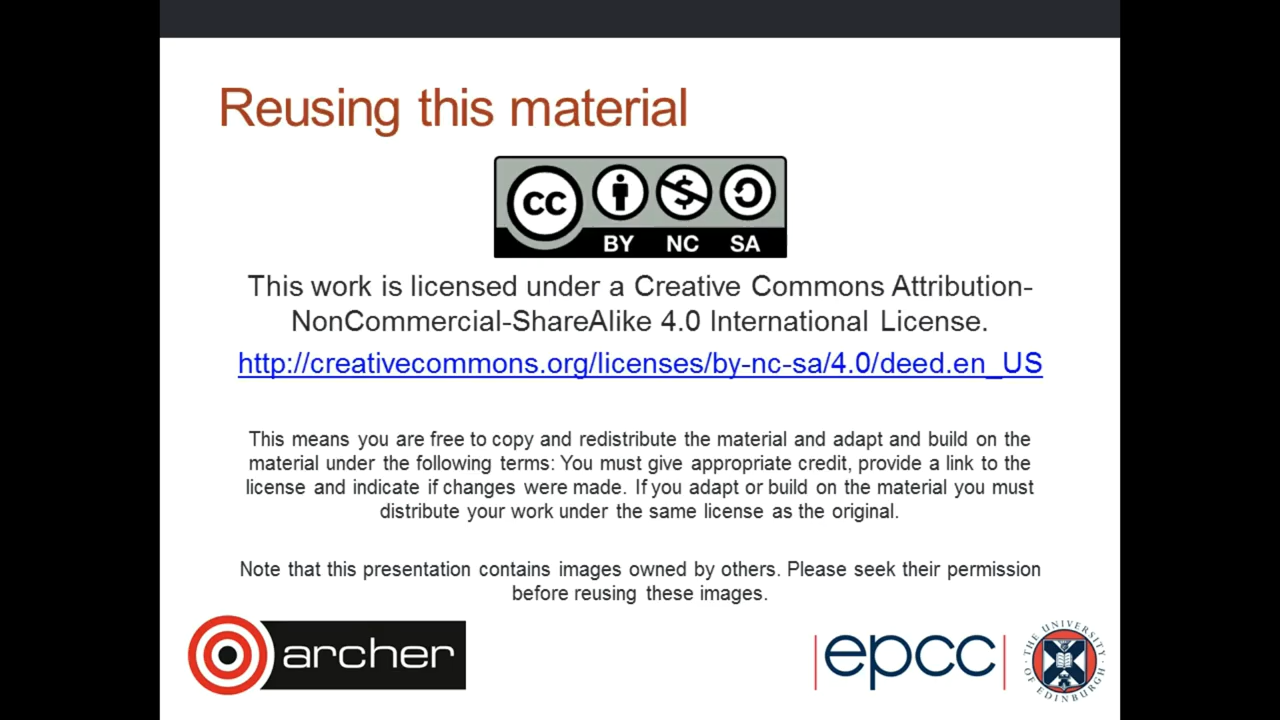 Reusing this material
CC
BY NC SA
This work is licensed under a Creative Commons Attribution-
NonCommercial-ShareAlike 4.0 International License.
http://creativecommons.org/licenses/by-nc-sa/4.0/deed.en_US
This means you are free to copy and redistribute the material and adapt and build on the
material under the following terms: You must give appropriate credit, provide a link to the
license and indicate if changes were made. If you adapt or build on the material you must
distribute your work under the same license as the original.
Note that this presentation contains images owned by others. Please seek their permission
before reusing these images.
archer
epcc
THE UNIVERSITY
OF EDINBURGH